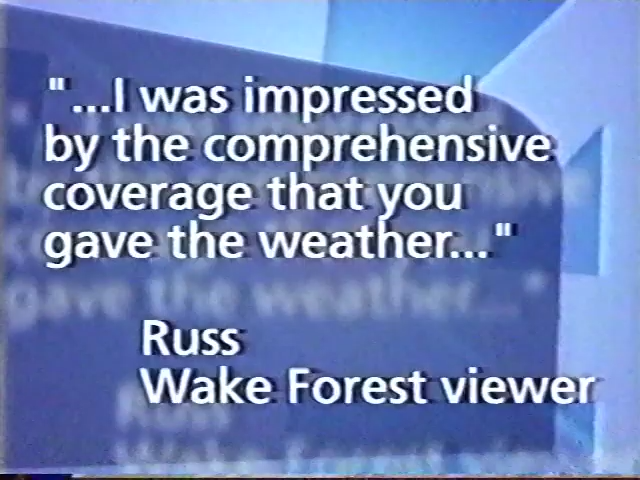 "...I was impressed
by the comprehensive
coverage that you
gave the weather..."
Russ
Wake Forest viewer